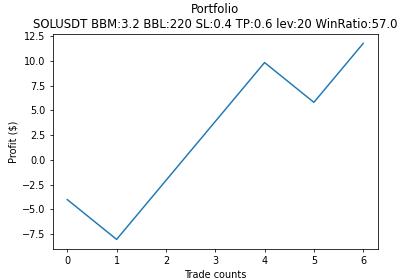 Portfolio
SOLUSDT BBM:3.2 BBL:220 SL:0.4 TP:0.6 lev:20 WinRatio:57.0
12.5
10.0
7.5
5.0
2.5
0.0
−2.5
−5.0
−7.5
Profit ($)
0 1 2 3 4 5 6
Trade counts